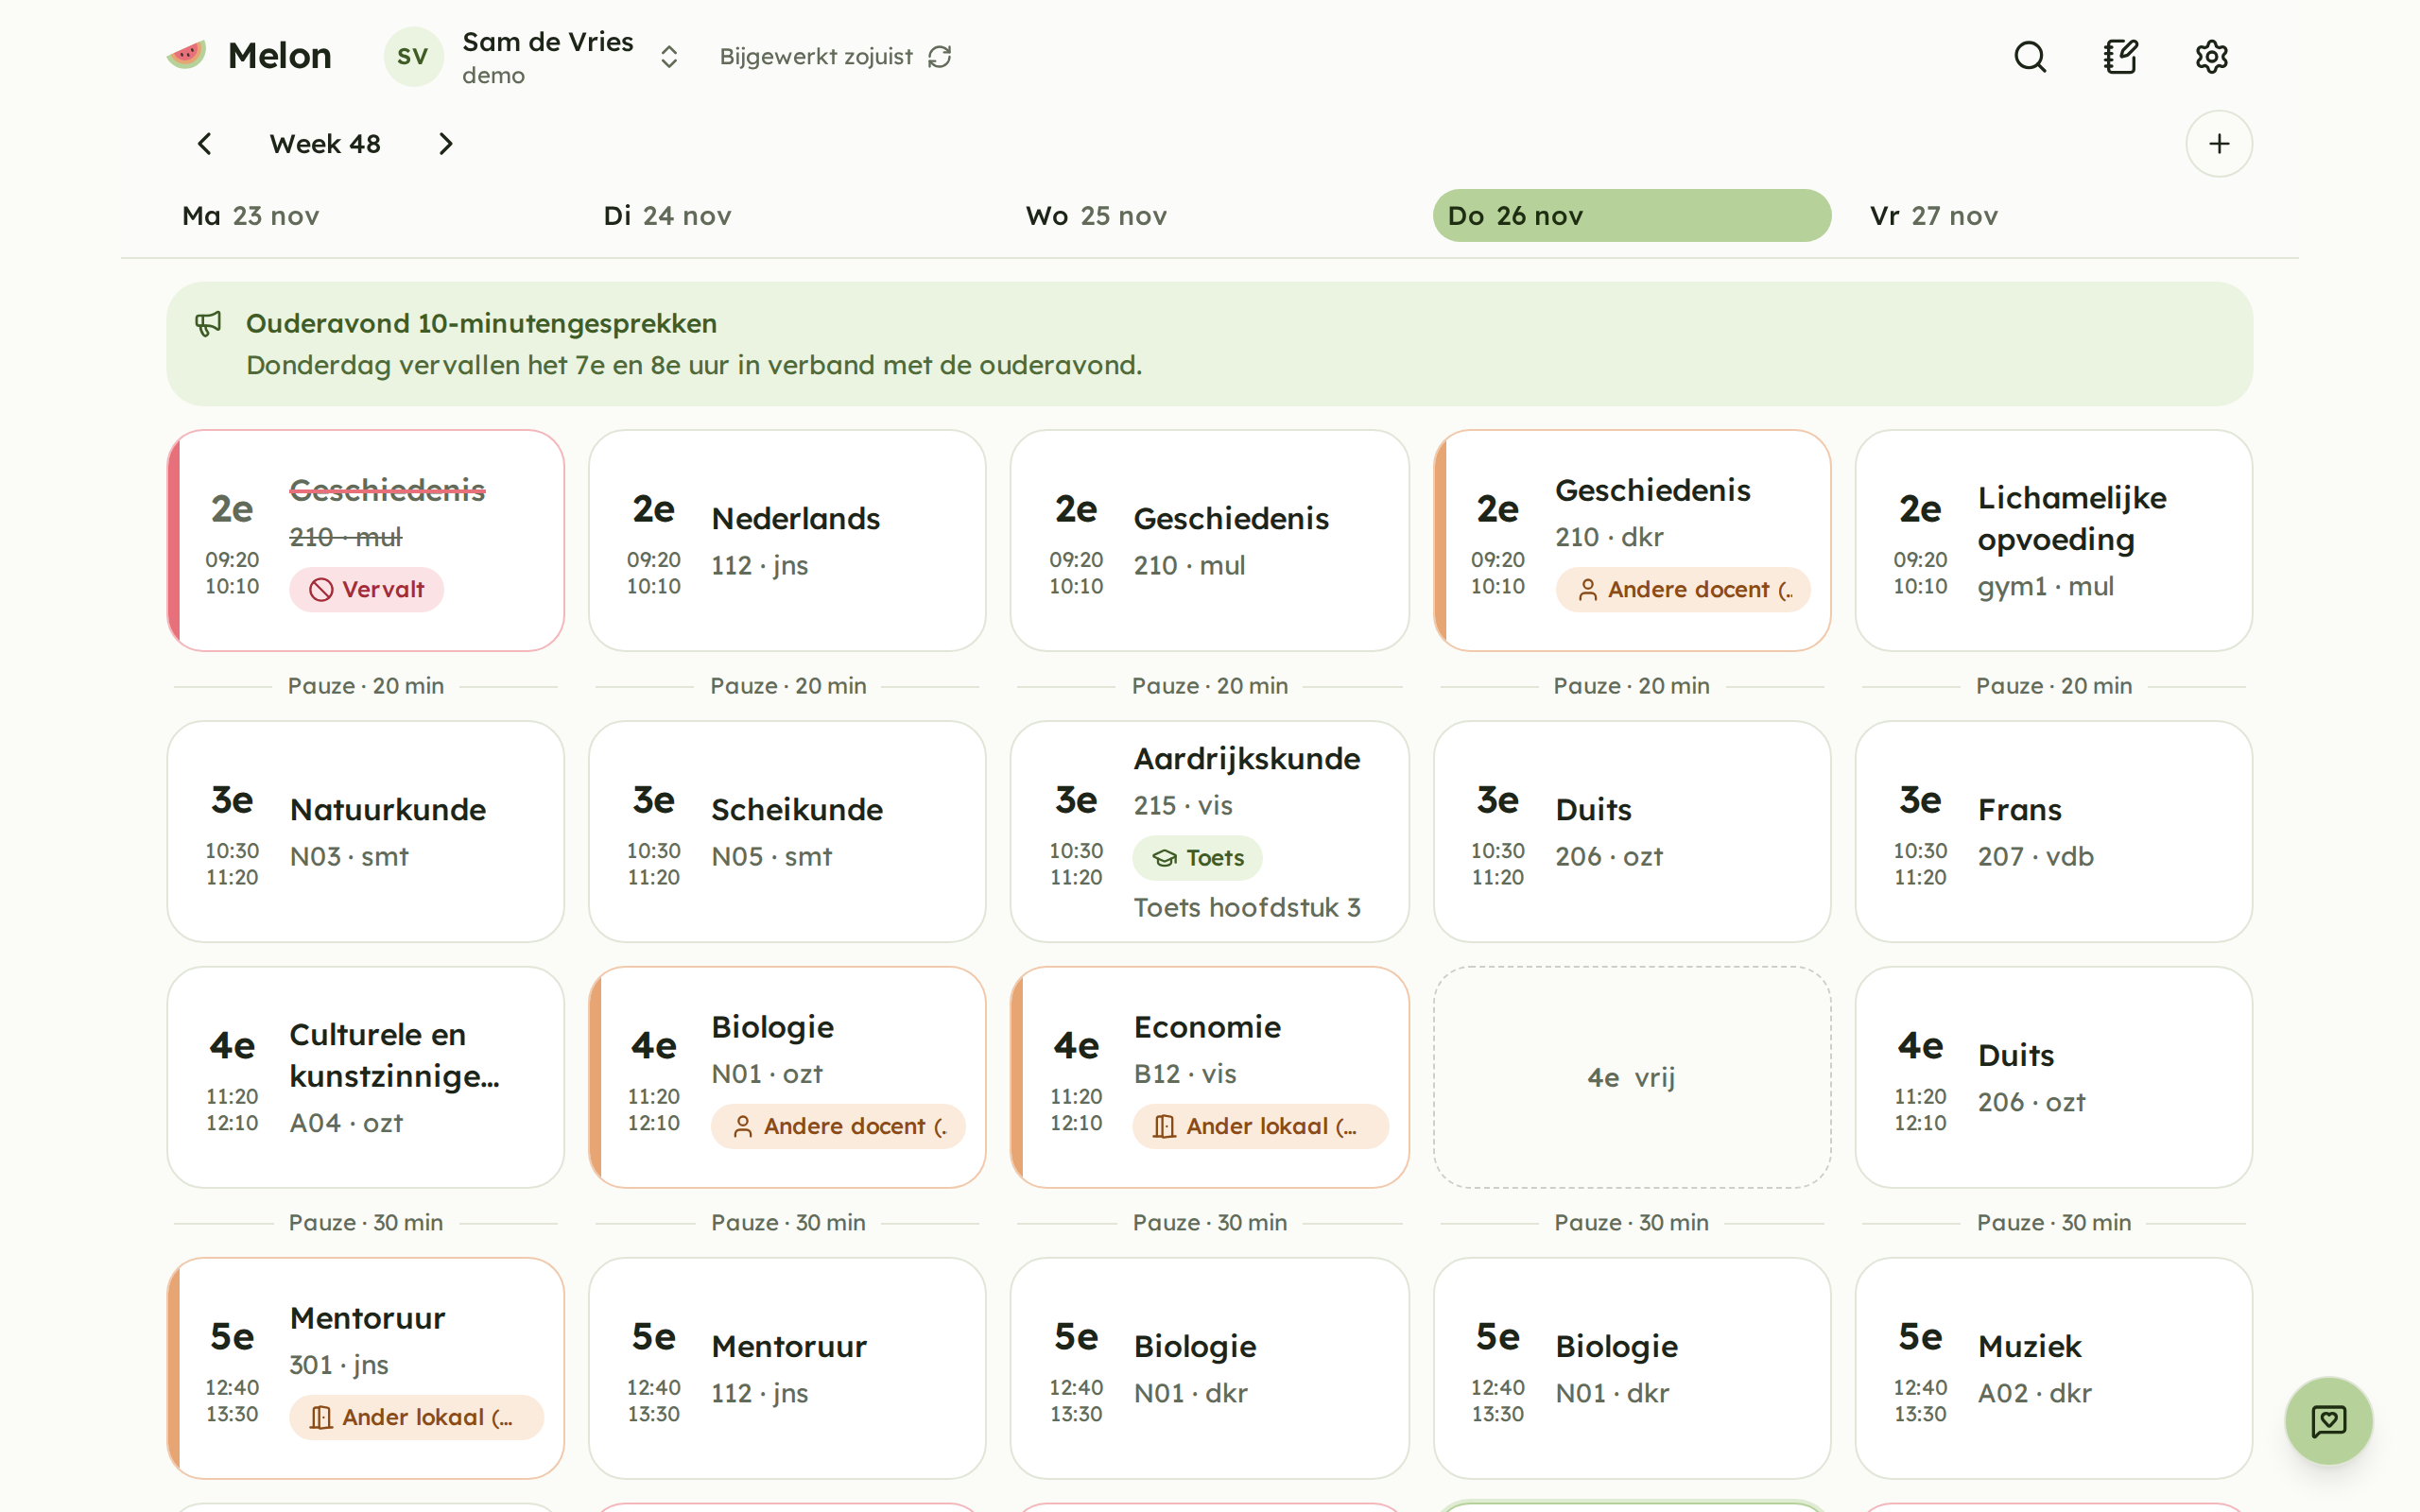 Melon
SV
Sam de Vries
demo
Bijgewerkt zojuist
Week 48
Ma 23 nov
Di 24 nov
Wo 25 nov
Do 26 nov
Vr 27 nov
Ouderavond 10-minutengesprekken
Donderdag vervallen het 7e en 8e uur in verband met de ouderavond.
2e
09:20
10:10
Geschiedenis
210 · mul
Vervalt
2e
09:20
10:10
Nederlands
112 · jns
2e
09:20
10:10
Geschiedenis
210 · mul
2e
09:20
10:10
Geschiedenis
210 · dkr
Andere docent (..
2e
09:20
10:10
Lichamelijke
opvoeding
gym1 · mul
Pauze · 20 min
Pauze · 20 min
Pauze · 20 min
Pauze · 20 min
Pauze · 20 min
3e
10:30
11:20
Natuurkunde
N03 · smt
3e
10:30
11:20
Scheikunde
N05 · smt
3e
10:30
11:20
Aardrijkskunde
215 · vis
Toets
Toets hoofdstuk 3
3e
10:30
11:20
Duits
206 · ozt
3e
10:30
11:20
Frans
207 · vdb
4e
11:20
12:10
Culturele en
kunstzinnige...
A04 · ozt
4e
11:20
12:10
Biologie
N01 · ozt
Andere docent (.
4e
11:20
12:10
Economie
B12 · vis
Ander lokaal (...
4e vrij
4e
11:20
12:10
Duits
206 · ozt
Pauze · 30 min
Pauze · 30 min
Pauze · 30 min
Pauze · 30 min
Pauze · 30 min
5e
12:40
13:30
Mentoruur
301 · jns
Ander lokaal (...
5e
12:40
13:30
Mentoruur
112 · jns
5e
12:40
13:30
Biologie
N01 · dkr
5e
12:40
13:30
Biologie
N01 · dkr
5e
12:40
13:30
Muziek
A02 · dkr